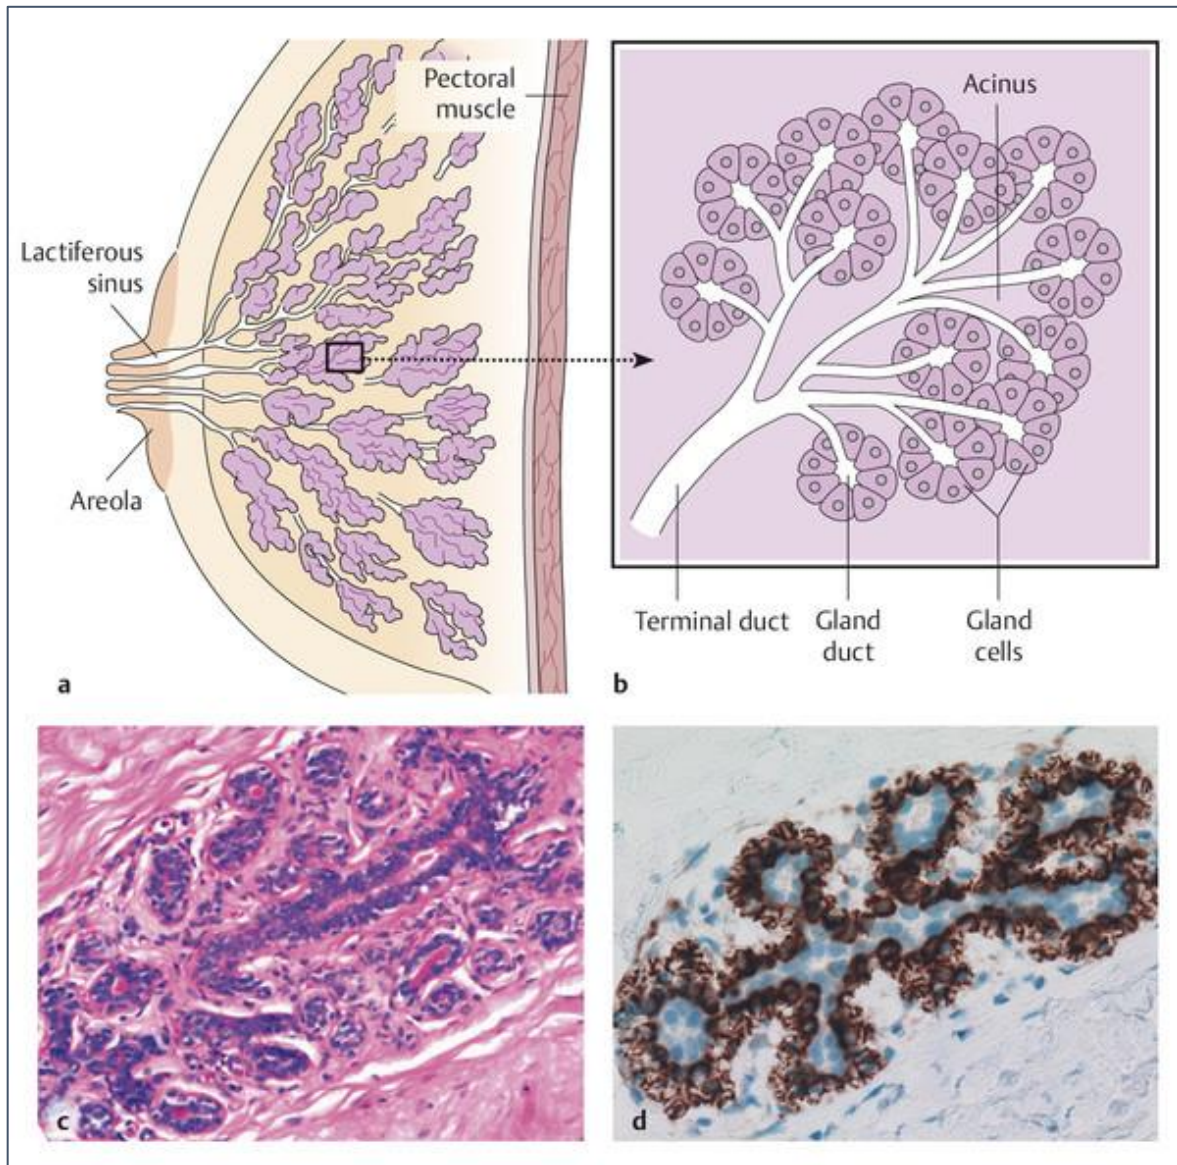 Pectoral
muscle
Lactiferous
sinus
Areola
a
Acinus
Terminal duct
Gland
duct
Gland
cells
b
c
d